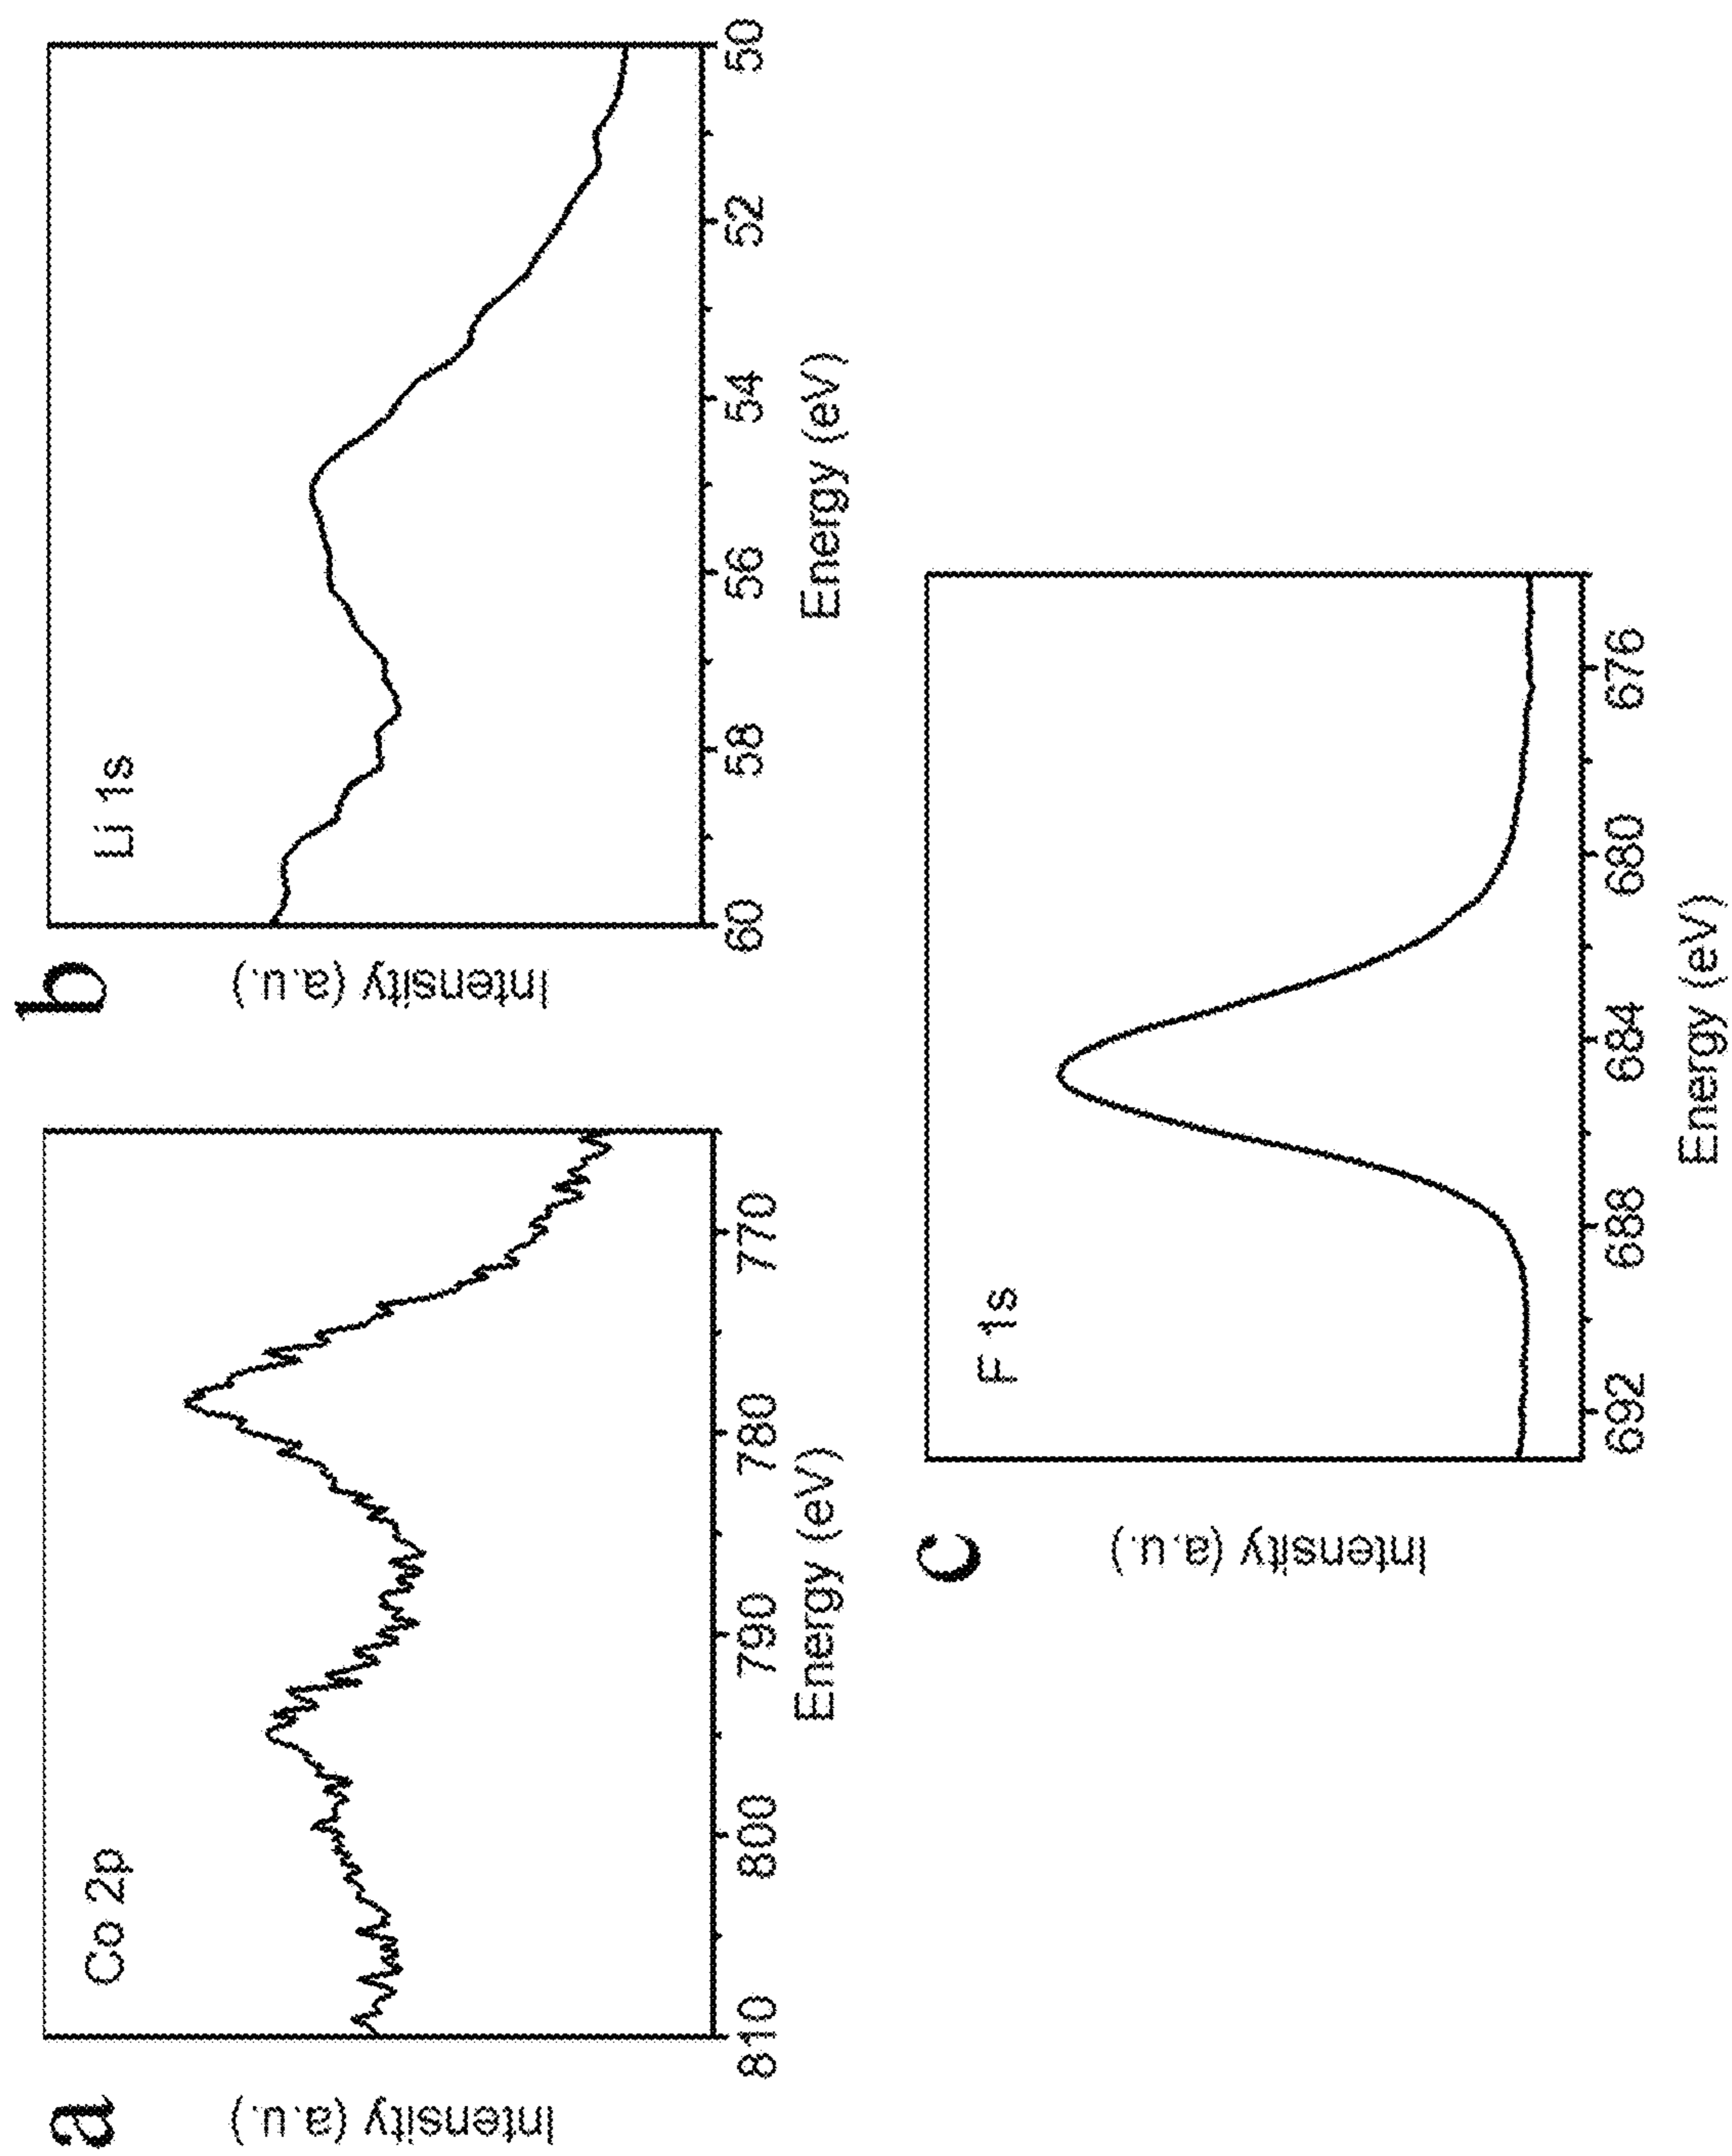 a
Co 2p
Intensity (a.u.)
810 800 790 780 770
Energy (eV)
b
Li 1s
Intensity (a.u.)
60 58 56 54 52 50
Energy (eV)
c
F 1s
Intensity (a.u.)
692 688 684 680 676
Energy (eV)